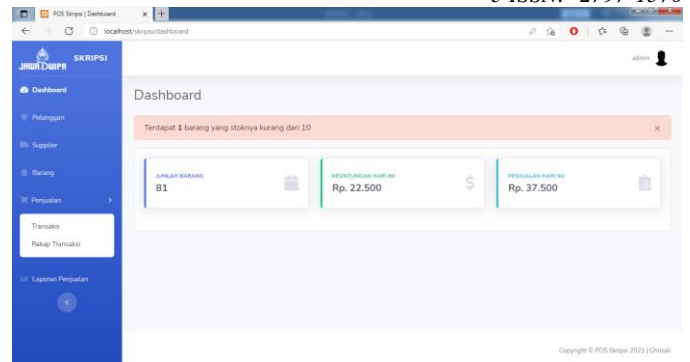 POS Skripsi | Dashboard
localhost/skripsi/dashboard
JAWA DWIPA
SKRIPSI
admin
Dashboard
Pelanggan
Supplier
Barang
Penjualan
Transaksi
Rekap Transaksi
Laporan Penjualan
Dashboard
Terdapat 1 barang yang stoknya kurang dari 10
JUMLAH BARANG
81
KEUNTUNGAN HARI INI
Rp. 22.500
PENJUALAN HARI INI
Rp. 37.500
Copyright © POS Skripsi 2021 | Ghozali